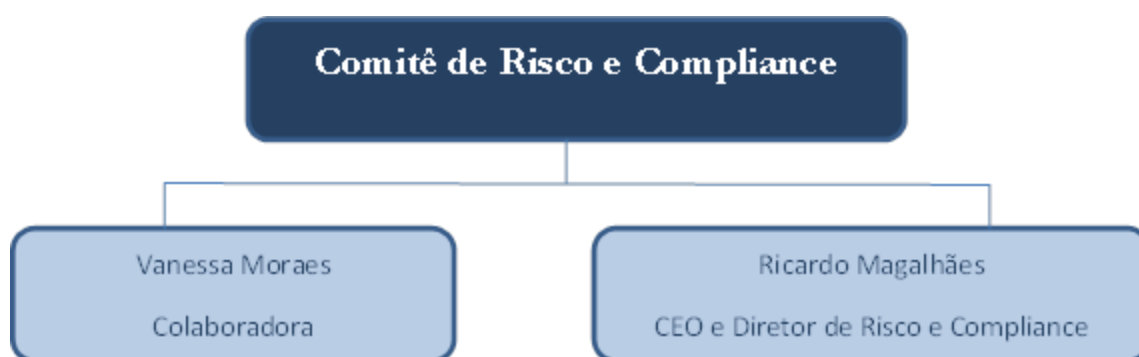 Comitê de Risco e Compliance
Vanessa Moraes
Colaboradora
Ricardo Magalhães
CEO e Diretor de Risco e Compliance